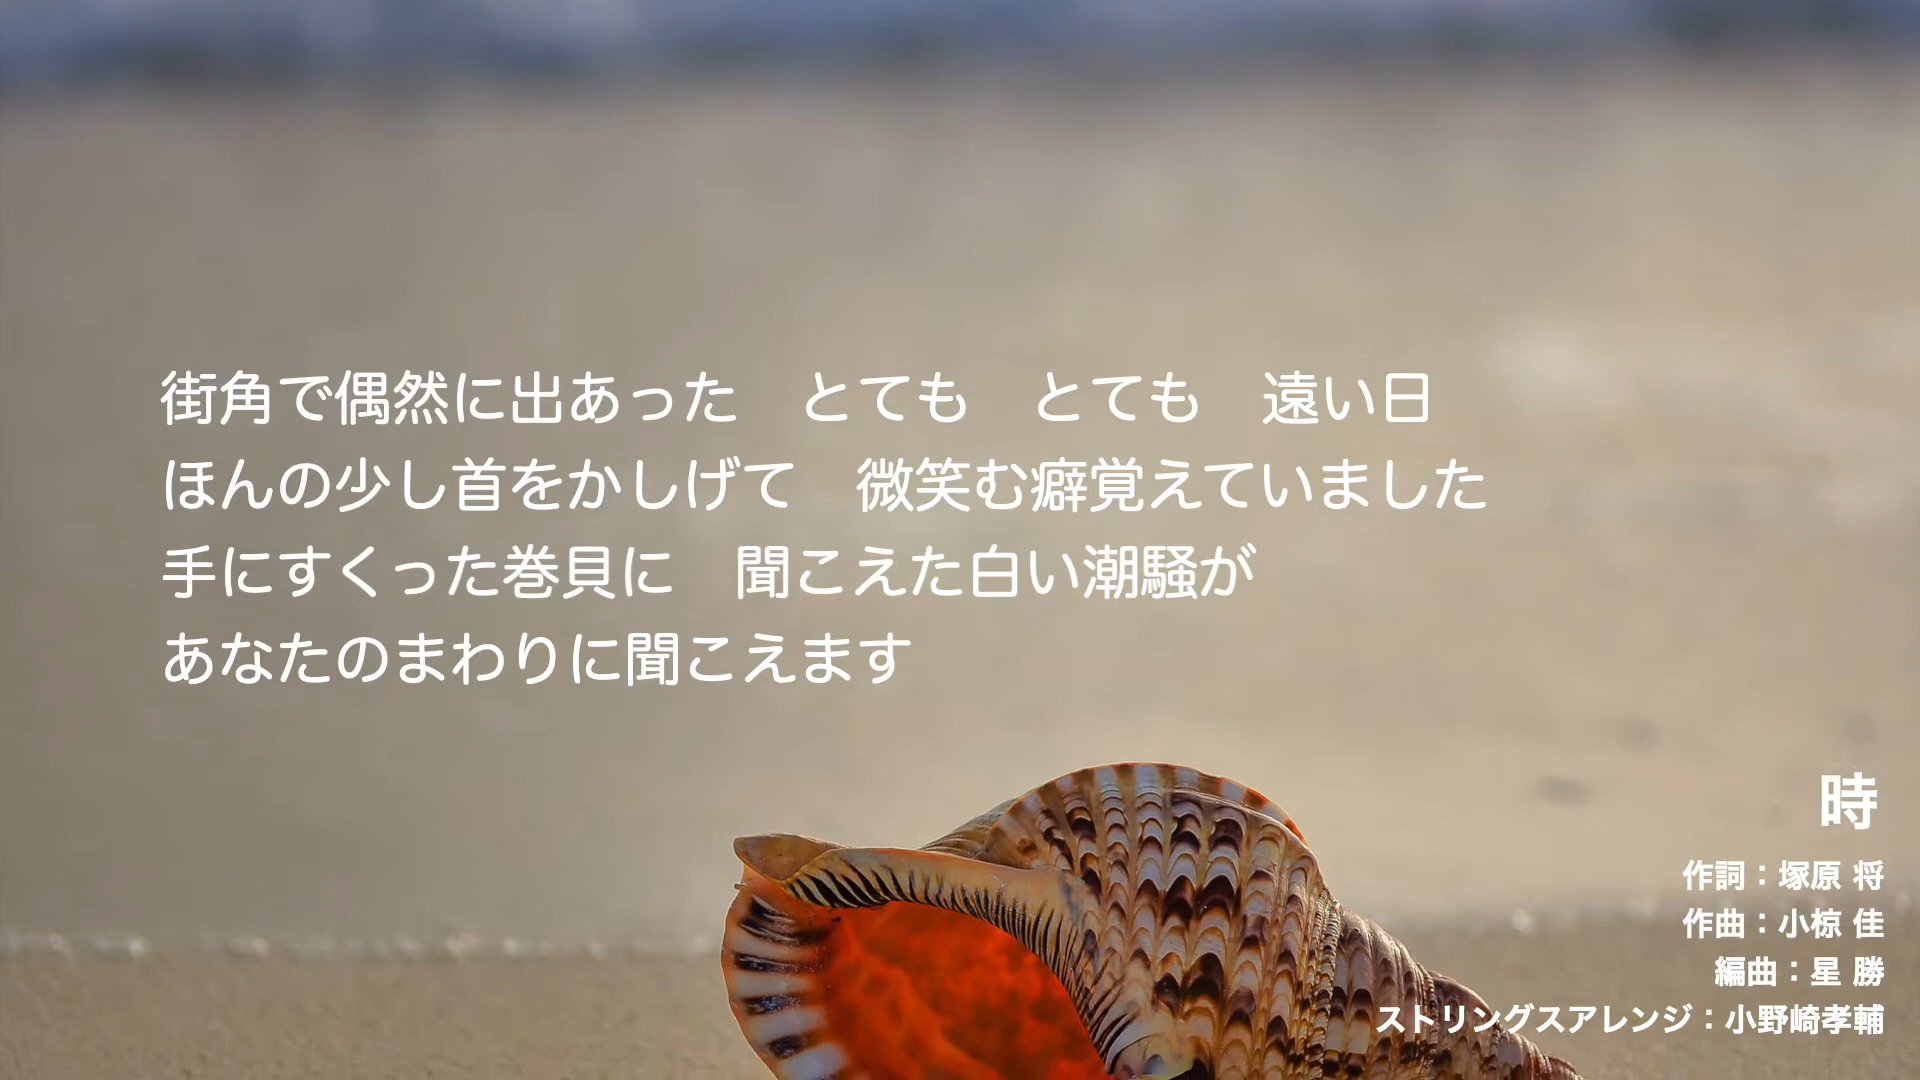 街角で偶然に出あった　とても　とても　遠い日
ほんの少し首をかしげて　微笑む癖覚えていました
手にすくった巻貝に　聞こえた白い潮騒が
あなたのまわりに聞こえます
時
作詞：塚原 将
作曲：小椋 佳
編曲：星 勝
ストリングスアレンジ：小野崎孝輔